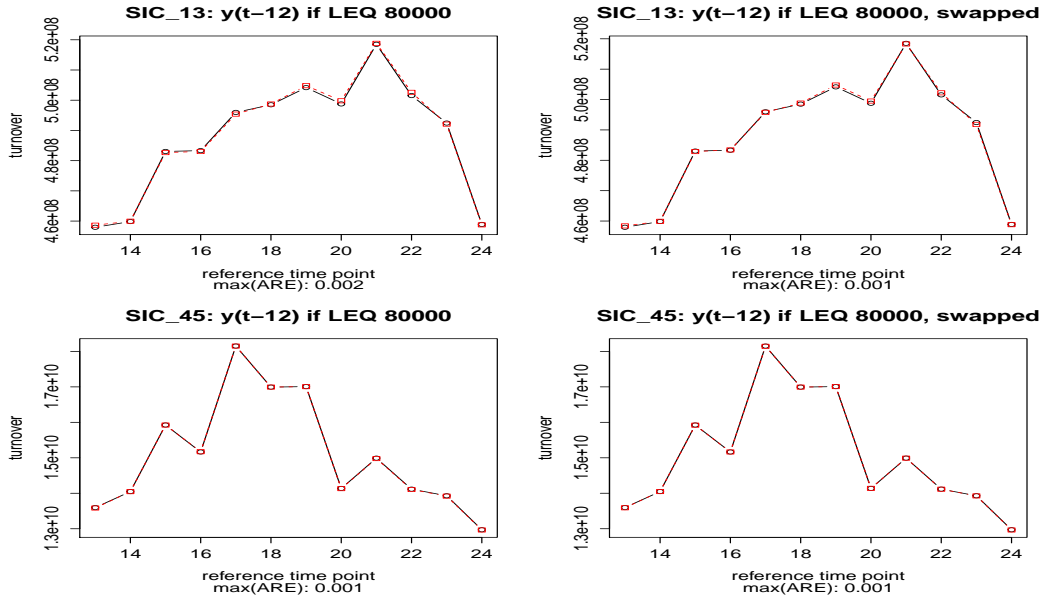 SIC_13: y(t−12) if LEQ 80000
turnover
5.2e+08
5.0e+08
4.8e+08
4.6e+08
14 16 18 20 22 24
reference time point
max(ARE): 0.002
SIC_13: y(t−12) if LEQ 80000, swapped
turnover
5.2e+08
5.0e+08
4.8e+08
4.6e+08
14 16 18 20 22 24
reference time point
max(ARE): 0.001
SIC_45: y(t−12) if LEQ 80000
turnover
1.7e+10
1.5e+10
1.3e+10
14 16 18 20 22 24
reference time point
max(ARE): 0.001
SIC_45: y(t−12) if LEQ 80000, swapped
turnover
1.7e+10
1.5e+10
1.3e+10
14 16 18 20 22 24
reference time point
max(ARE): 0.001